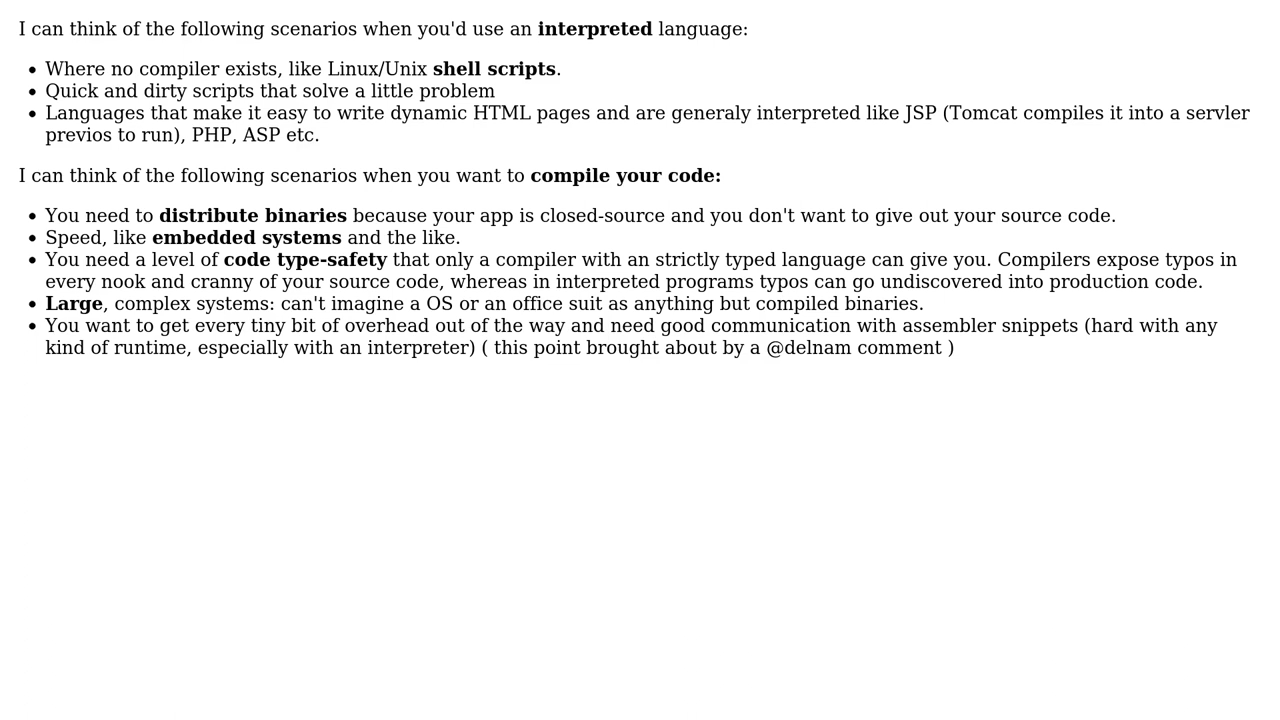 I can think of the following scenarios when you'd use an interpreted language:
• Where no compiler exists, like Linux/Unix shell scripts.
• Quick and dirty scripts that solve a little problem
• Languages that make it easy to write dynamic HTML pages and are generaly interpreted like JSP (Tomcat compiles it into a servler
previos to run), PHP, ASP etc.
I can think of the following scenarios when you want to compile your code:
• You need to distribute binaries because your app is closed-source and you don't want to give out your source code.
• Speed, like embedded systems and the like.
• You need a level of code type-safety that only a compiler with an strictly typed language can give you. Compilers expose typos in
every nook and cranny of your source code, whereas in interpreted programs typos can go undiscovered into production code.
• Large, complex systems: can't imagine a OS or an office suit as anything but compiled binaries.
• You want to get every tiny bit of overhead out of the way and need good communication with assembler snippets (hard with any
kind of runtime, especially with an interpreter) ( this point brought about by a @delnam comment )